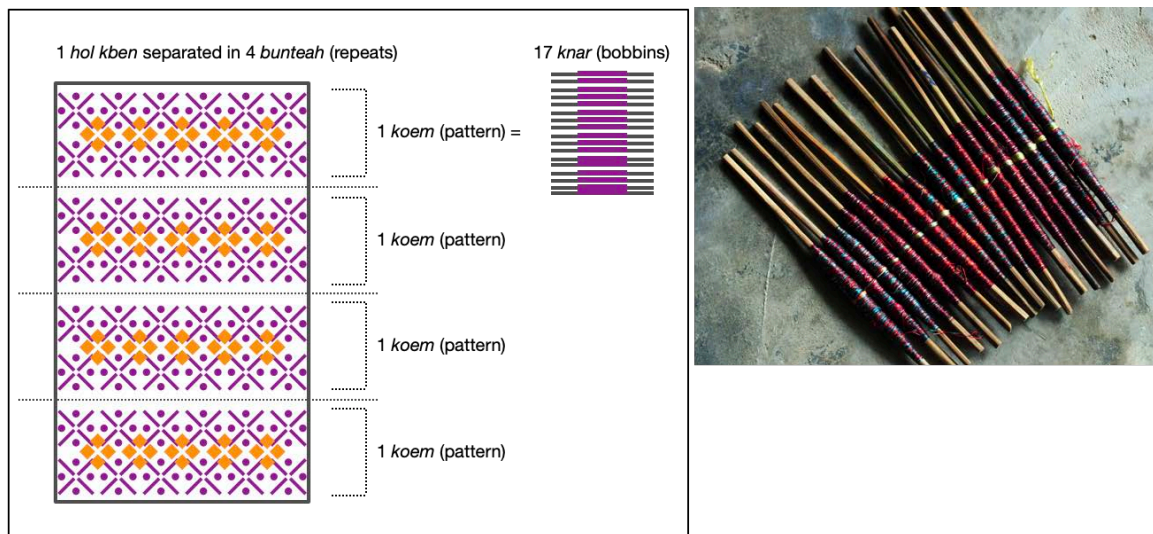 1 hol kben separated in 4 bunteah (repeats)
17 knar (bobbins)
1 koem (pattern) =
1 koem (pattern)
1 koem (pattern)
1 koem (pattern)